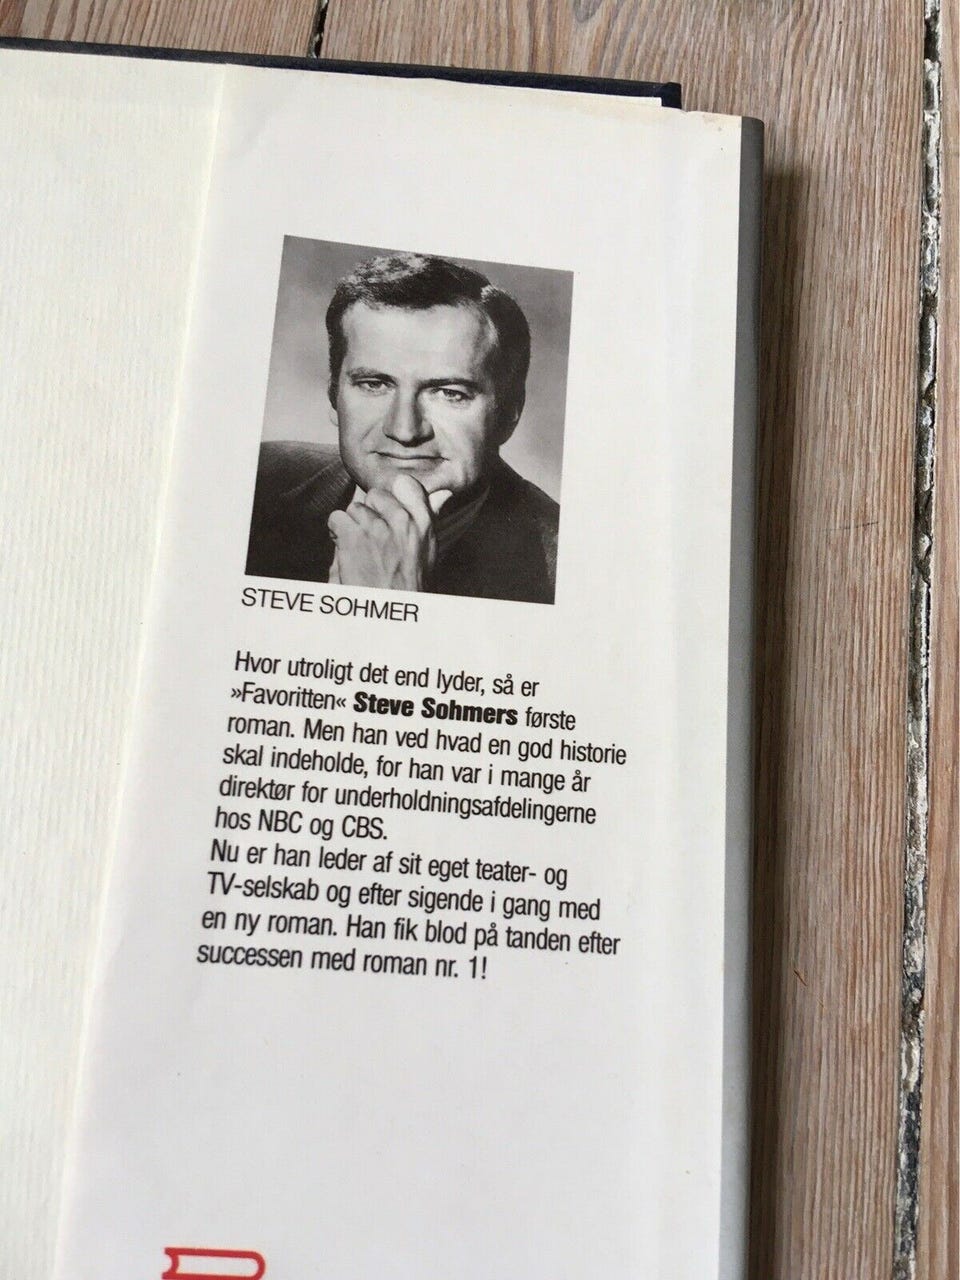 STEVE SOHMER
Hvor utroligt det end lyder, så er
»Favoritten« Steve Sohmers første
roman. Men han ved hvad en god historie
skal indeholde, for han var i mange år
direktør for underholdningsafdelingerne
hos NBC og CBS.
Nu er han leder af sit eget teater- og
TV-selskab og efter sigende i gang med
en ny roman. Han fik blod på tanden efter
successen med roman nr. 1!